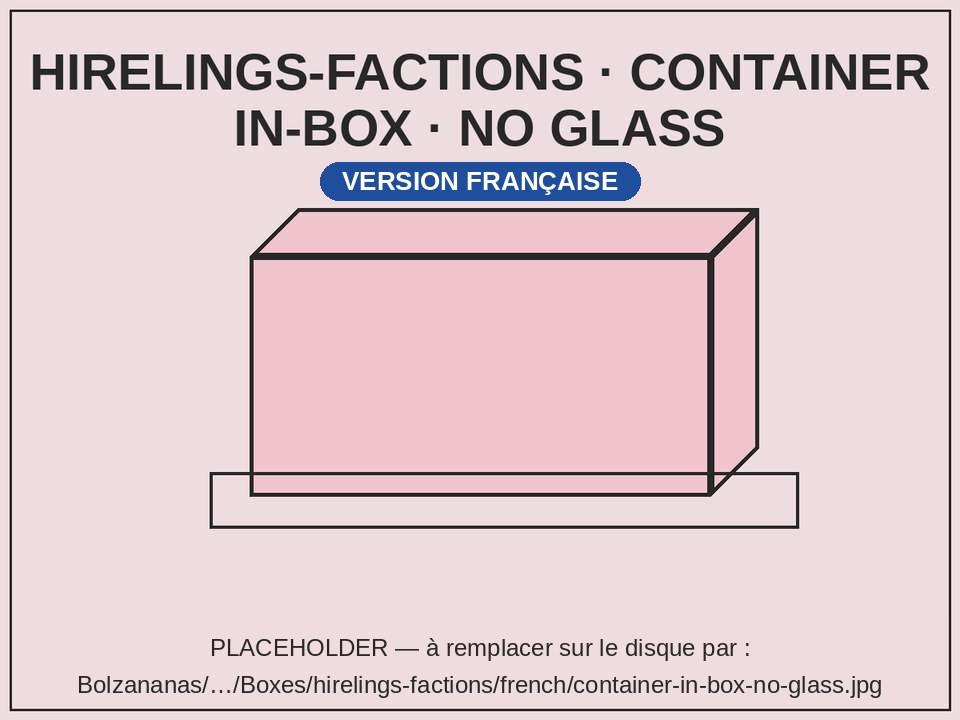 HIRELINGS-FACTIONS · CONTAINER
IN-BOX · NO GLASS
VERSION FRANÇAISE
PLACEHOLDER — à remplacer sur le disque par :
Bolzananas/…/Boxes/hirelings-factions/french/container-in-box-no-glass.jpg